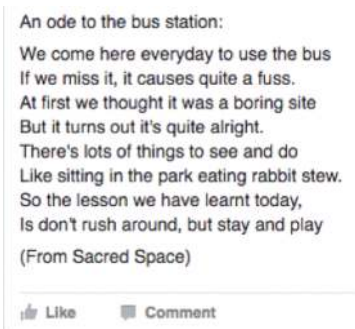 An ode to the bus station:
We come here everyday to use the bus
If we miss it, it causes quite a fuss.
At first we thought it was a boring site
But it turns out it's quite alright.
There's lots of things to see and do
Like sitting in the park eating rabbit stew.
So the lesson we have learnt today,
Is don't rush around, but stay and play
(From Sacred Space)
Like Comment